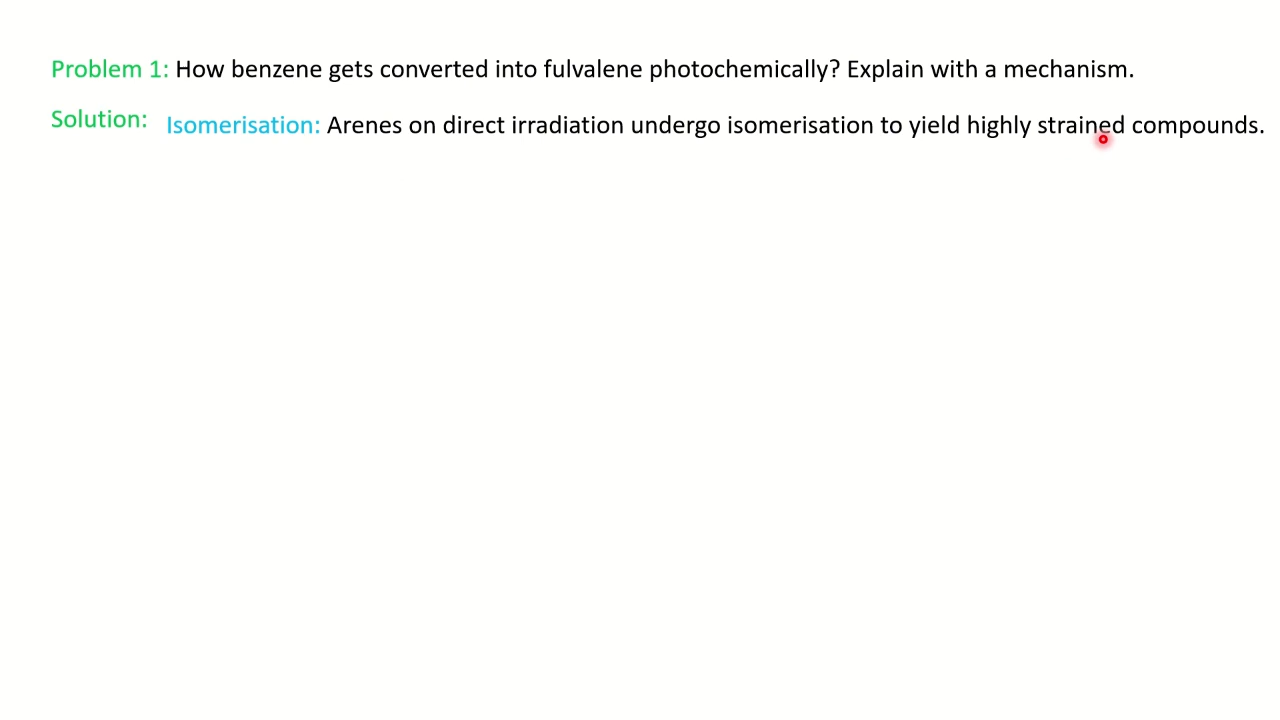 Problem 1: How benzene gets converted into fulvalene photochemically? Explain with a mechanism.
Solution: Isomerisation: Arenes on direct irradiation undergo isomerisation to yield highly strained compounds.